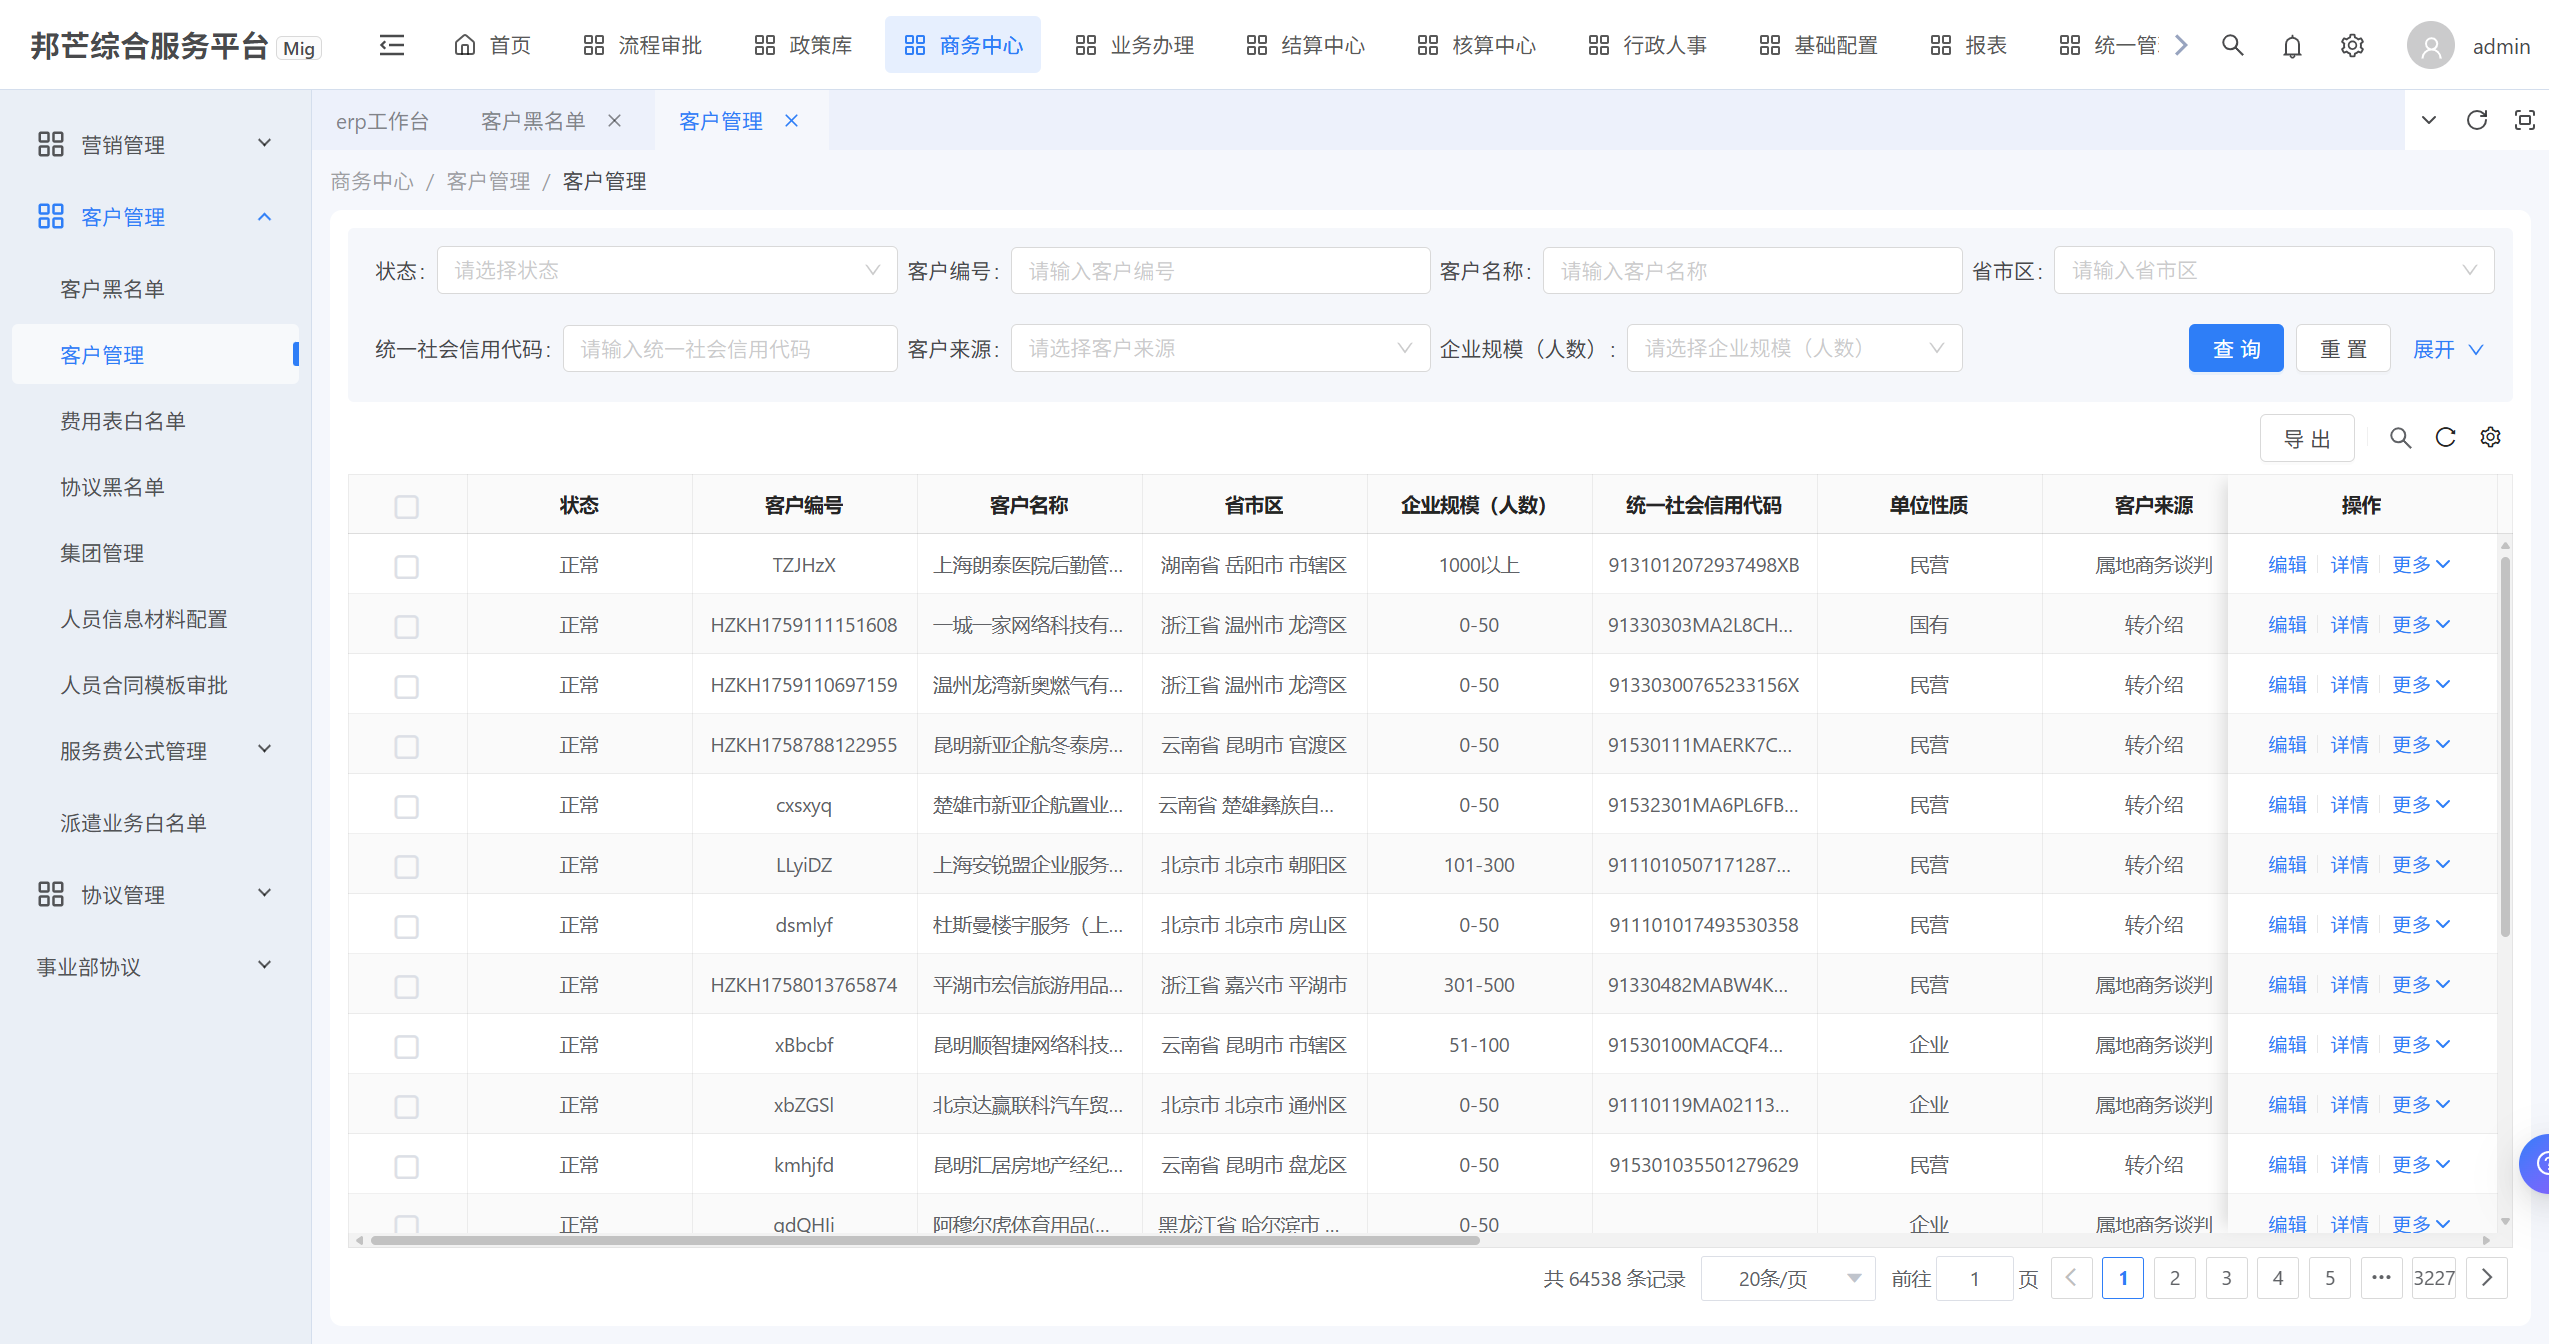 邦芒综合服务平台 Mig 首页 流程审批 政策库 商务中心 业务办理 结算中心 核算中心 行政人事 基础配置 报表 统一管 admin
erp工作台 客户黑名单 客户管理
商务中心 / 客户管理 / 客户管理
营销管理
客户管理
客户黑名单
客户管理
费用表白名单
协议黑名单
集团管理
人员信息材料配置
人员合同模板审批
服务费公式管理
派遣业务白名单
协议管理
事业部协议
状态: 请选择状态 客户编号: 请输入客户编号 客户名称: 请输入客户名称 省市区: 请输入省市区
统一社会信用代码: 请输入统一社会信用代码 客户来源: 请选择客户来源 企业规模（人数）: 请选择企业规模（人数） 查 询 重 置 展开
导 出
状态 客户编号 客户名称 省市区 企业规模（人数） 统一社会信用代码 单位性质 客户来源 操作
正常 TZJHzX 上海朗泰医院后勤管... 湖南省 岳阳市 市辖区 1000以上 9131012072937498XB 民营 属地商务谈判 编辑 详情 更多
正常 HZKH1759111151608 一城一家网络科技有... 浙江省 温州市 龙湾区 0-50 91330303MA2L8CH... 国有 转介绍 编辑 详情 更多
正常 HZKH1759110697159 温州龙湾新奥燃气有... 浙江省 温州市 龙湾区 0-50 91330300765233156X 民营 转介绍 编辑 详情 更多
正常 HZKH1758788122955 昆明新亚企航冬泰房... 云南省 昆明市 官渡区 0-50 91530111MAERK7C... 民营 转介绍 编辑 详情 更多
正常 cxsxyq 楚雄市新亚企航置业... 云南省 楚雄彝族自... 0-50 91532301MA6PL6FB... 民营 转介绍 编辑 详情 更多
正常 LLyiDZ 上海安锐盟企业服务... 北京市 北京市 朝阳区 101-300 9111010507171287... 民营 转介绍 编辑 详情 更多
正常 dsmlyf 杜斯曼楼宇服务（上... 北京市 北京市 房山区 0-50 911101017493530358 民营 转介绍 编辑 详情 更多
正常 HZKH1758013765874 平湖市宏信旅游用品... 浙江省 嘉兴市 平湖市 301-500 91330482MABW4K... 民营 属地商务谈判 编辑 详情 更多
正常 xBbcbf 昆明顺智捷网络科技... 云南省 昆明市 市辖区 51-100 91530100MACQF4... 企业 属地商务谈判 编辑 详情 更多
正常 xbZGSl 北京达赢联科汽车贸... 北京市 北京市 通州区 0-50 91110119MA02113... 企业 属地商务谈判 编辑 详情 更多
正常 kmhjfd 昆明汇居房地产经纪... 云南省 昆明市 盘龙区 0-50 915301035501279629 民营 转介绍 编辑 详情 更多
正常 阿穆尔虎体育用品(... 黑龙江省 哈尔滨市 ... 0-50 企业 属地商务谈判 编辑 详情 更多
共 64538 条记录 20条/页 前往 1 页 1 2 3 4 5 ••• 3227